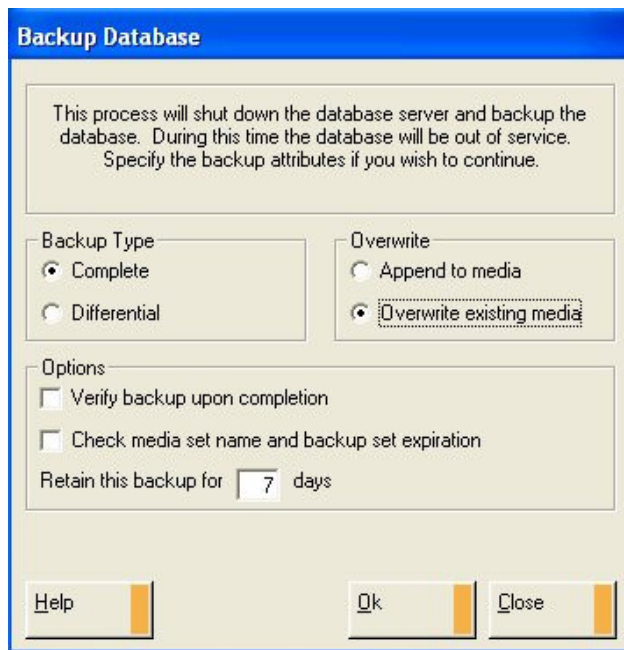 Backup Database
This process will shut down the database server and backup the
database. During this time the database will be out of service.
Specify the backup attributes if you wish to continue.
Backup Type
Complete
Differential
Overwrite
Append to media
Overwrite existing media
Options
Verify backup upon completion
Check media set name and backup set expiration
Retain this backup for 7 days
Help
Ok
Close